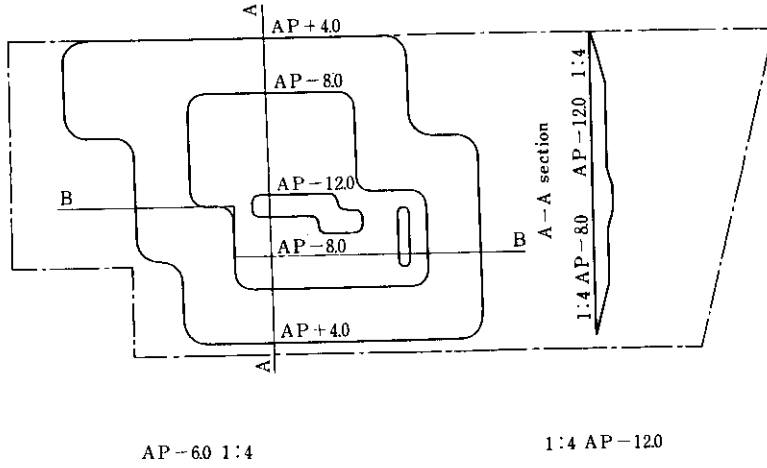 A
AP+4.0
AP-8.0
AP-12.0
B
AP-8.0
B
AP+4.0
A
1:4 AP-8.0 AP-12.0 1:4
A-A section
AP-6.0 1:4
1:4 AP-12.0